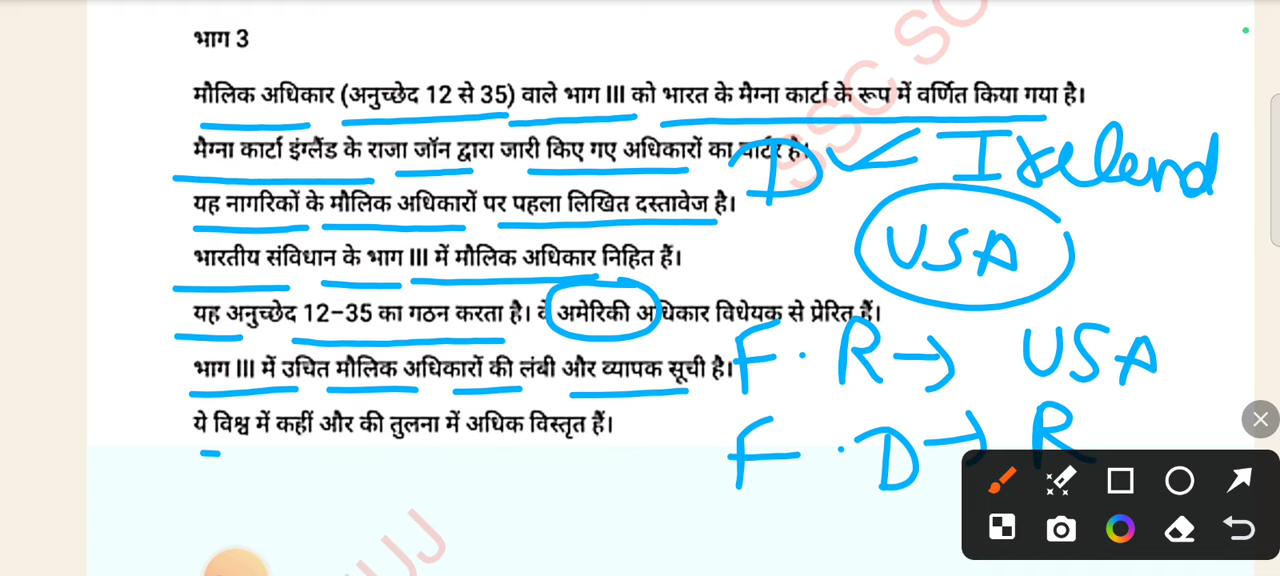 भाग 3
मौलिक अधिकार (अनुच्छेद 12 से 35) वाले भाग III को भारत के मैग्ना कार्टा के रूप में वर्णित किया गया है।
मैग्ना कार्टा इंग्लैंड के राजा जॉन द्वारा जारी किए गए अधिकारों का चार्टर है।
यह नागरिकों के मौलिक अधिकारों पर पहला लिखित दस्तावेज है।
भारतीय संविधान के भाग III में मौलिक अधिकार निहित हैं।
यह अनुच्छेद 12-35 का गठन करता है। वे अमेरिकी अधिकार विधेयक से प्रेरित हैं।
भाग III में उचित मौलिक अधिकारों की लंबी और व्यापक सूची है।
ये विश्व में कहीं और की तुलना में अधिक विस्तृत हैं।
D Irelend
USA
F. R → USA
F. D → R
SSC